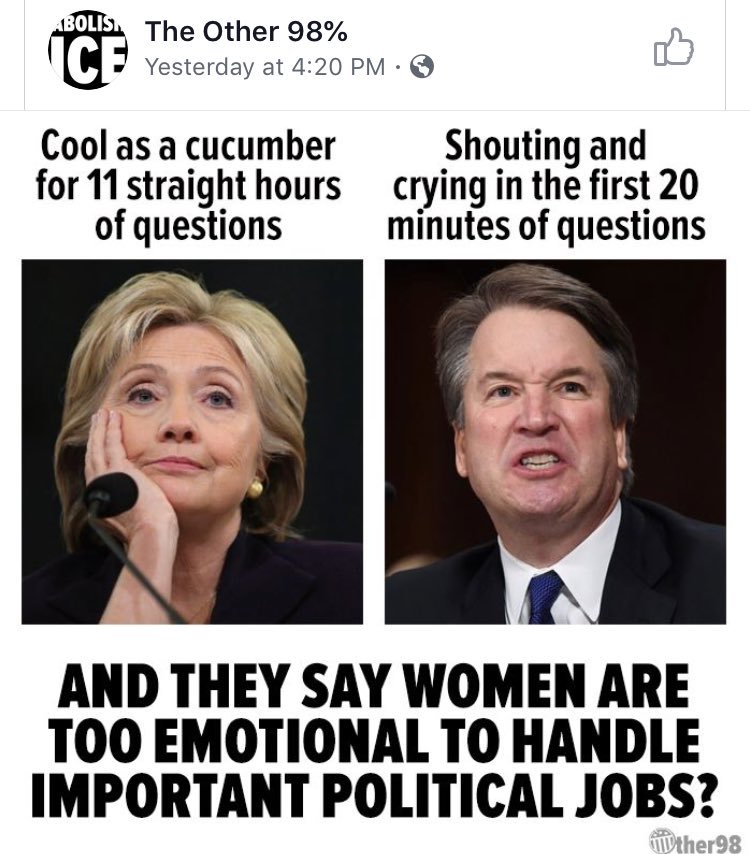 ABOLISH
ICE
The Other 98%
Yesterday at 4:20 PM ·
Cool as a cucumber
for 11 straight hours
of questions
Shouting and
crying in the first 20
minutes of questions
AND THEY SAY WOMEN ARE
TOO EMOTIONAL TO HANDLE
IMPORTANT POLITICAL JOBS?
ther98